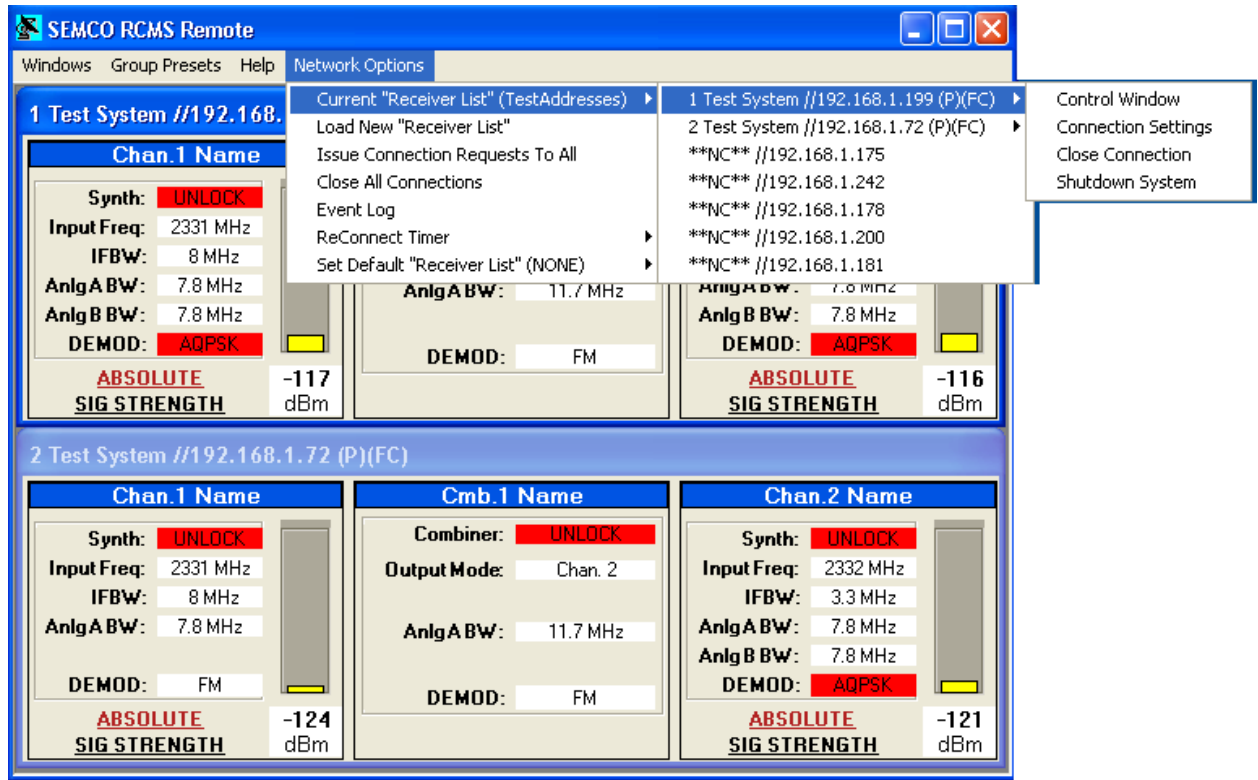 SEMCO RCMS Remote
Windows Group Presets Help Network Options
Current "Receiver List" (TestAddresses)
Load New "Receiver List"
Issue Connection Requests To All
Close All Connections
Event Log
ReConnect Timer
Set Default "Receiver List" (NONE)
1 Test System //192.168.1.199 (P)(FC)
2 Test System //192.168.1.72 (P)(FC)
**NC** //192.168.1.175
**NC** //192.168.1.242
**NC** //192.168.1.178
**NC** //192.168.1.200
**NC** //192.168.1.181
Control Window
Connection Settings
Close Connection
Shutdown System
1 Test System //192.168.
Chan.1 Name
Synth: UNLOCK
Input Freq: 2331 MHz
IFBW: 8 MHz
Anlg A BW: 7.8 MHz
Anlg B BW: 7.8 MHz
DEMOD: AQPSK
ABSOLUTE -117
SIG STRENGTH dBm
Anlg A BW: 11.7 MHz
DEMOD: FM
Anlg A BW: 7.8 MHz
Anlg B BW: 7.8 MHz
DEMOD: AQPSK
ABSOLUTE -116
SIG STRENGTH dBm
2 Test System //192.168.1.72 (P)(FC)
Chan.1 Name
Synth: UNLOCK
Input Freq: 2331 MHz
IFBW: 8 MHz
Anlg A BW: 7.8 MHz
DEMOD: FM
ABSOLUTE -124
SIG STRENGTH dBm
Cmb.1 Name
Combiner: UNLOCK
Output Mode: Chan. 2
Anlg A BW: 11.7 MHz
DEMOD: FM
Chan.2 Name
Synth: UNLOCK
Input Freq: 2332 MHz
IFBW: 3.3 MHz
Anlg A BW: 7.8 MHz
Anlg B BW: 7.8 MHz
DEMOD: AQPSK
ABSOLUTE -121
SIG STRENGTH dBm